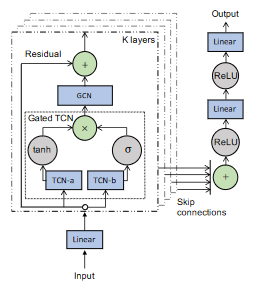 Output
K layers
Residual
Linear
+
ReLU
GCN
Linear
Gated TCN
×
ReLU
tanh
σ
TCN-a
TCN-b
+
Skip
connections
Linear
Input